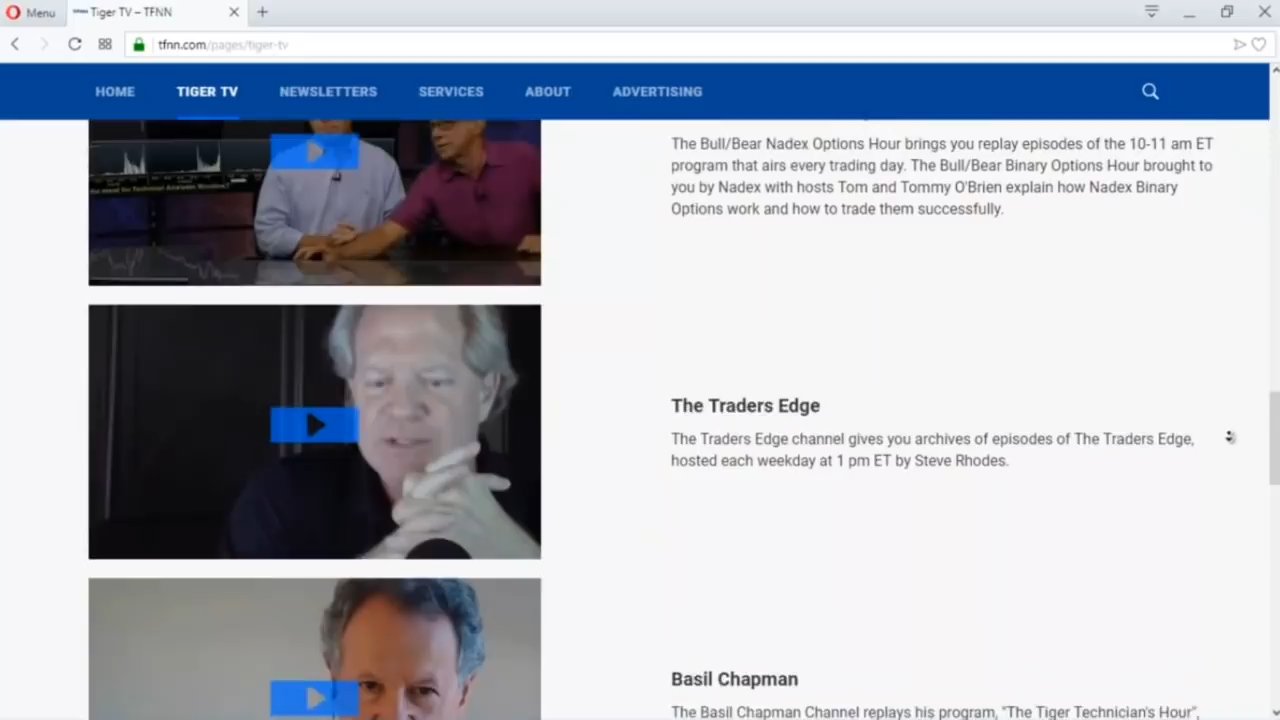 Menu
Tiger TV – TFNN
tfnn.com/pages/tiger-tv
HOME TIGER TV NEWSLETTERS SERVICES ABOUT ADVERTISING
The Bull/Bear Nadex Options Hour brings you replay episodes of the 10-11 am ET
program that airs every trading day. The Bull/Bear Binary Options Hour brought to
you by Nadex with hosts Tom and Tommy O'Brien explain how Nadex Binary
Options work and how to trade them successfully.
The Traders Edge
The Traders Edge channel gives you archives of episodes of The Traders Edge,
hosted each weekday at 1 pm ET by Steve Rhodes.
Basil Chapman
The Basil Chapman Channel replays his program, "The Tiger Technician's Hour",